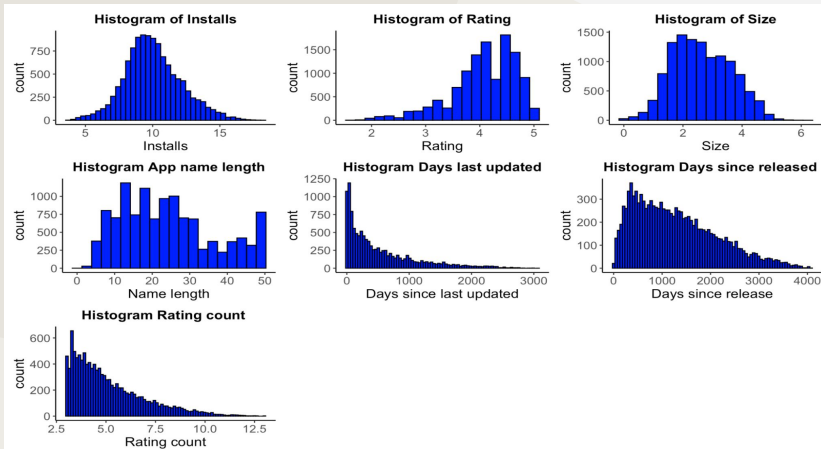 Histogram of Installs
count
750
500
250
0
5 10 15
Installs
Histogram of Rating
count
1500
1000
500
0
2 3 4 5
Rating
Histogram of Size
count
1500
1000
500
0
0 2 4 6
Size
Histogram App name length
count
1000
500
0
0 10 20 30 40 50
Name length
Histogram Days last updated
count
1250
1000
750
500
250
0
0 1000 2000 3000
Days since last updated
Histogram Days since released
count
300
200
100
0
0 1000 2000 3000 4000
Days since release
Histogram Rating count
count
600
400
200
0
2.5 5.0 7.5 10.0 12.5
Rating count